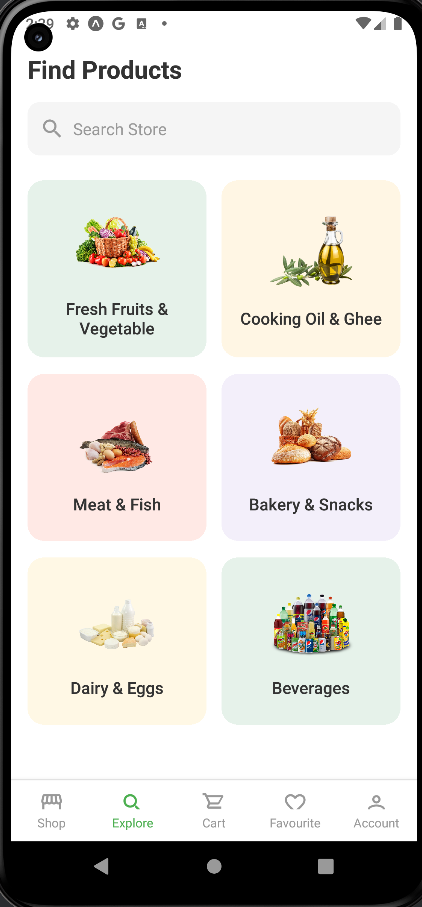 2:29
Find Products
Search Store
Fresh Fruits &
Vegetable
Cooking Oil & Ghee
Meat & Fish
Bakery & Snacks
Dairy & Eggs
Beverages
Shop
Explore
Cart
Favourite
Account